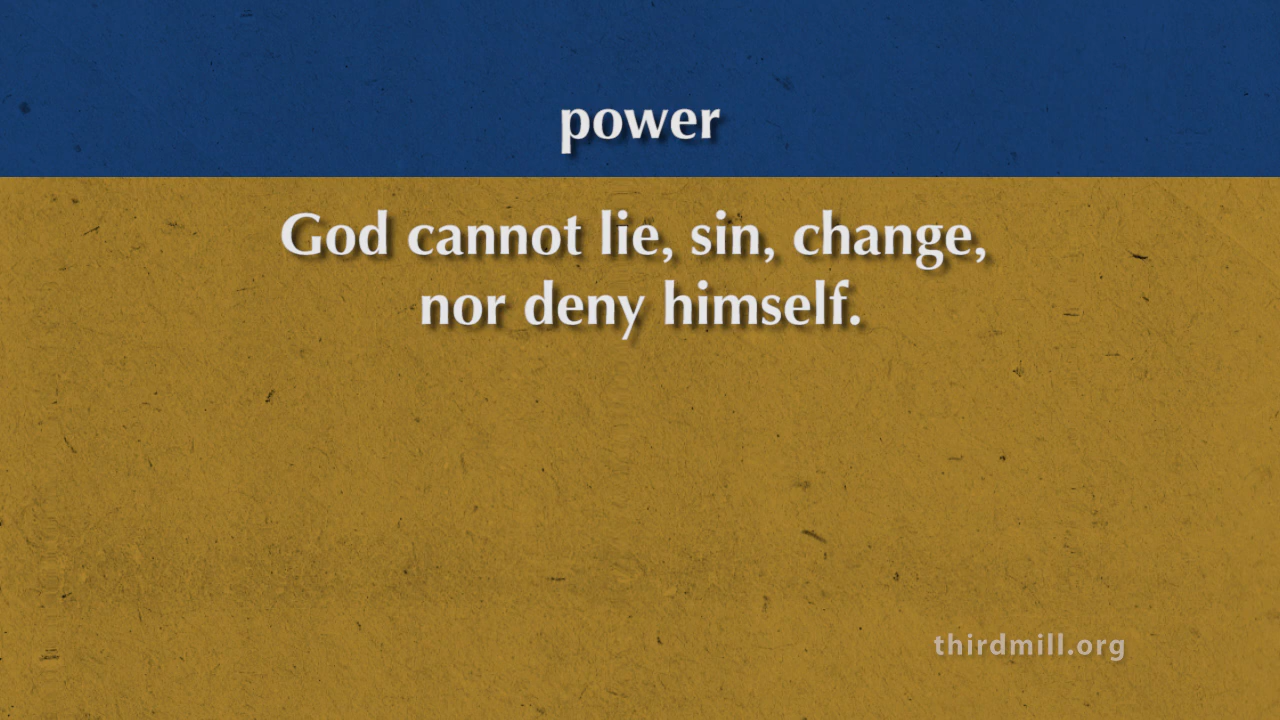 power
God cannot lie, sin, change,
nor deny himself.
thirdmill.org